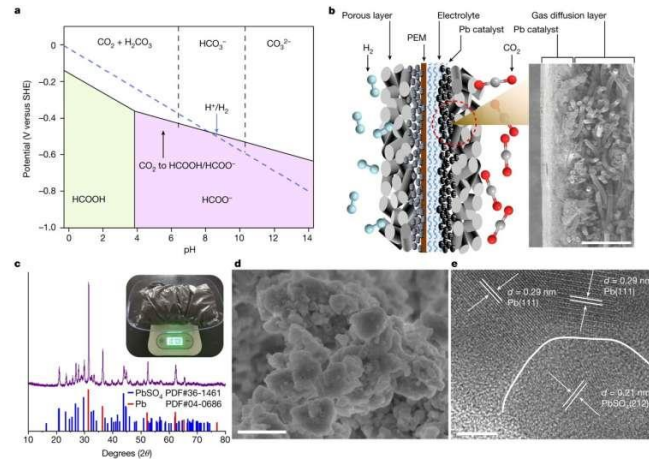 a
CO₂ + H₂CO₃
HCO₃⁻
CO₃²⁻
H⁺/H₂
CO₂ to HCOOH/HCOO⁻
HCOOH
HCOO⁻
Potential (V versus SHE)
0
−0.2
−0.4
−0.6
−0.8
−1.0
0 2 4 6 8 10 12 14
pH
b
Porous layer
Electrolyte
Gas diffusion layer
H₂
PEM
Pb catalyst
CO₂
Pb catalyst
c
PbSO₄ PDF#36-1461
Pb PDF#04-0686
10 20 30 40 50 60 70 80
Degrees (2θ)
d
e
d = 0.29 nm
Pb(111)
d = 0.29 nm
Pb(111)
d = 0.21 nm
PbSO₄(212)